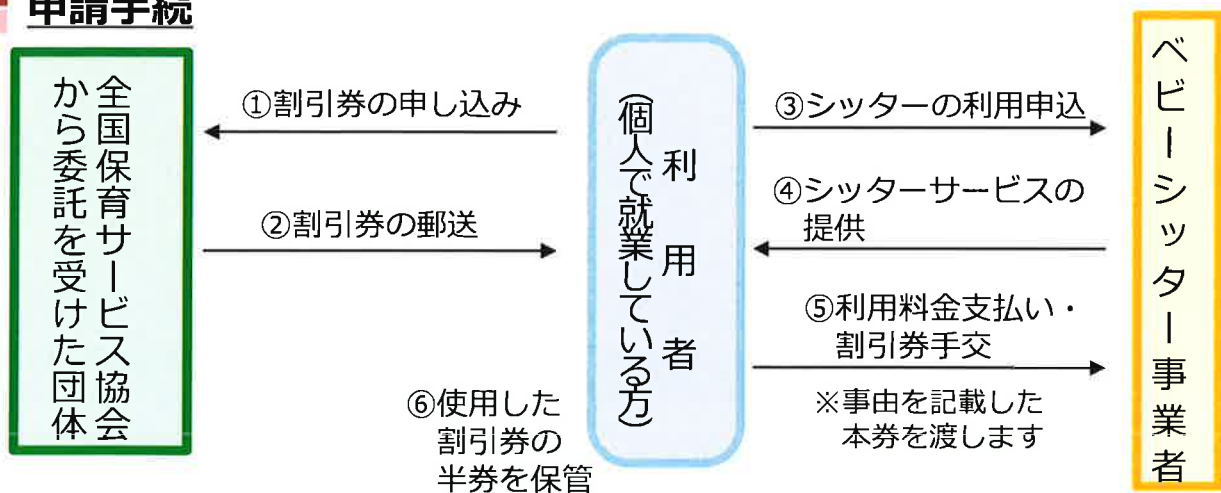 申請手続
全国保育サービス協会
から委託を受けた団体
①割引券の申し込み
②割引券の郵送
利用者
（個人で就業している方）
⑥使用した
割引券の
半券を保管
③シッターの利用申込
④シッターサービスの
提供
⑤利用料金支払い・
割引券手交
※事由を記載した
本券を渡します
ベビーシッター事業者